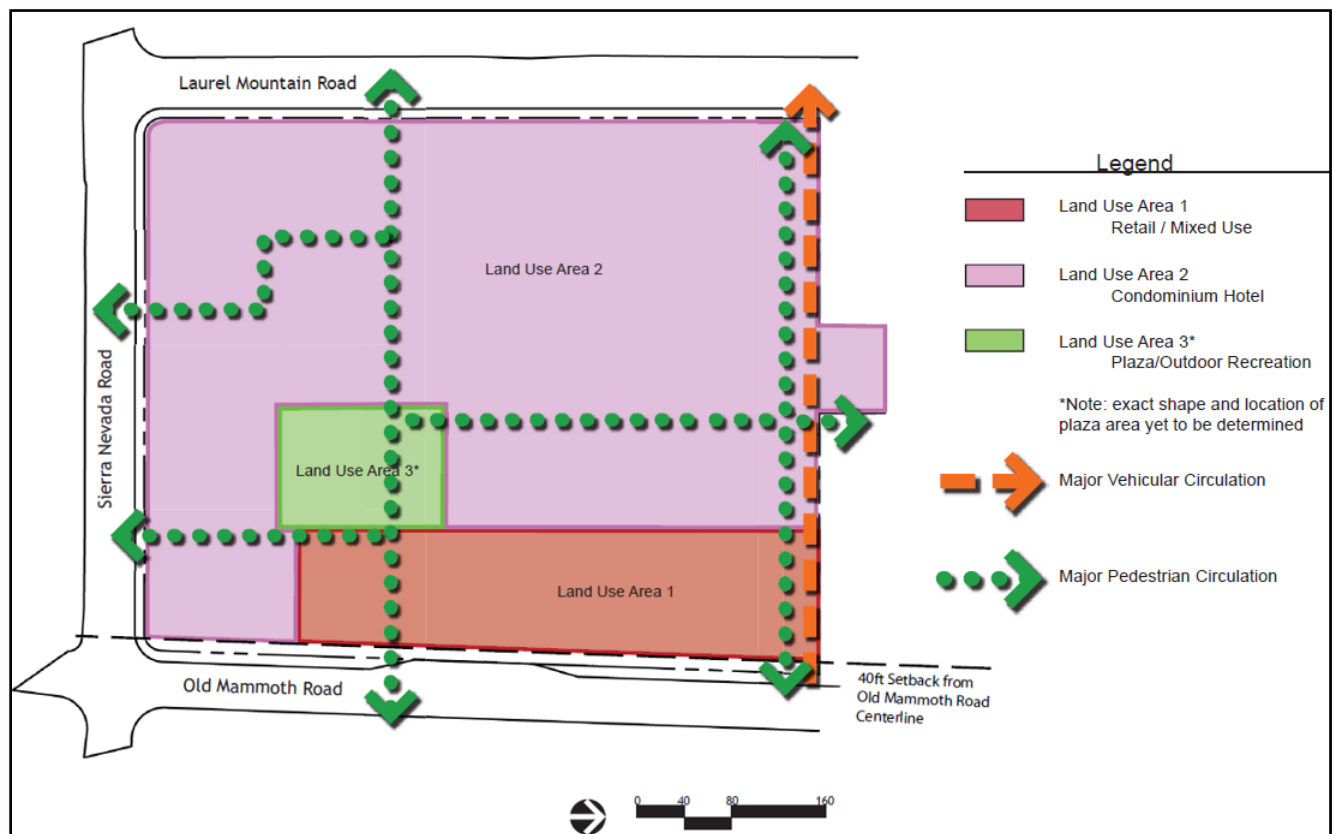 Laurel Mountain Road
Legend
Land Use Area 1
Retail / Mixed Use
Land Use Area 2
Land Use Area 2
Condominium Hotel
Sierra Nevada Road
Land Use Area 3*
Plaza/Outdoor Recreation
*Note: exact shape and location of
plaza area yet to be determined
Land Use Area 3*
Major Vehicular Circulation
Major Pedestrian Circulation
Land Use Area 1
Old Mammoth Road
40ft Setback from
Old Mammoth Road
Centerline
0 40 80 160